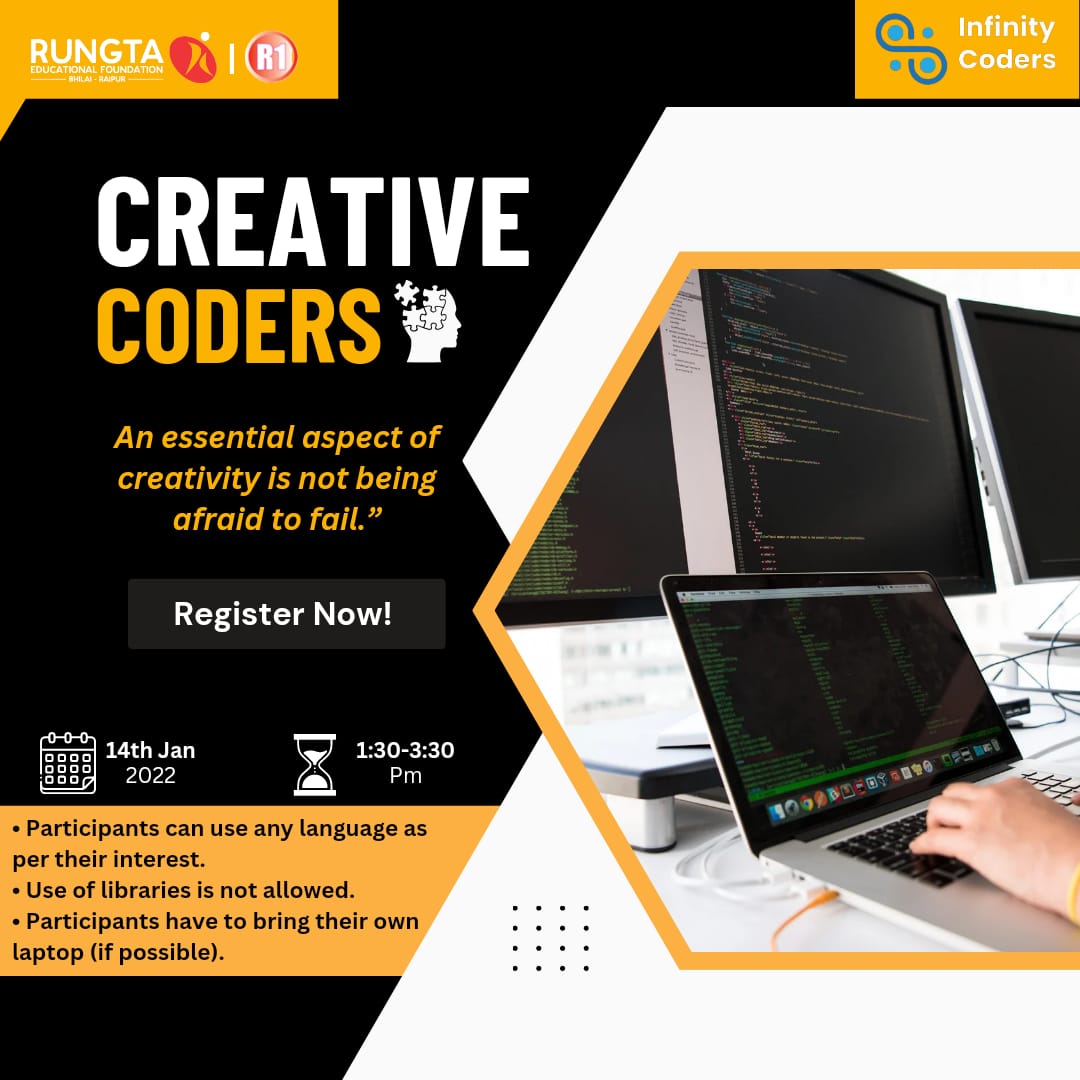 RUNGTA
EDUCATIONAL FOUNDATION
BHILAI - RAIPUR
R1
Infinity
Coders
CREATIVE
CODERS
An essential aspect of
creativity is not being
afraid to fail.”
Register Now!
14th Jan
2022
1:30-3:30
Pm
• Participants can use any language as
per their interest.
• Use of libraries is not allowed.
• Participants have to bring their own
laptop (if possible).